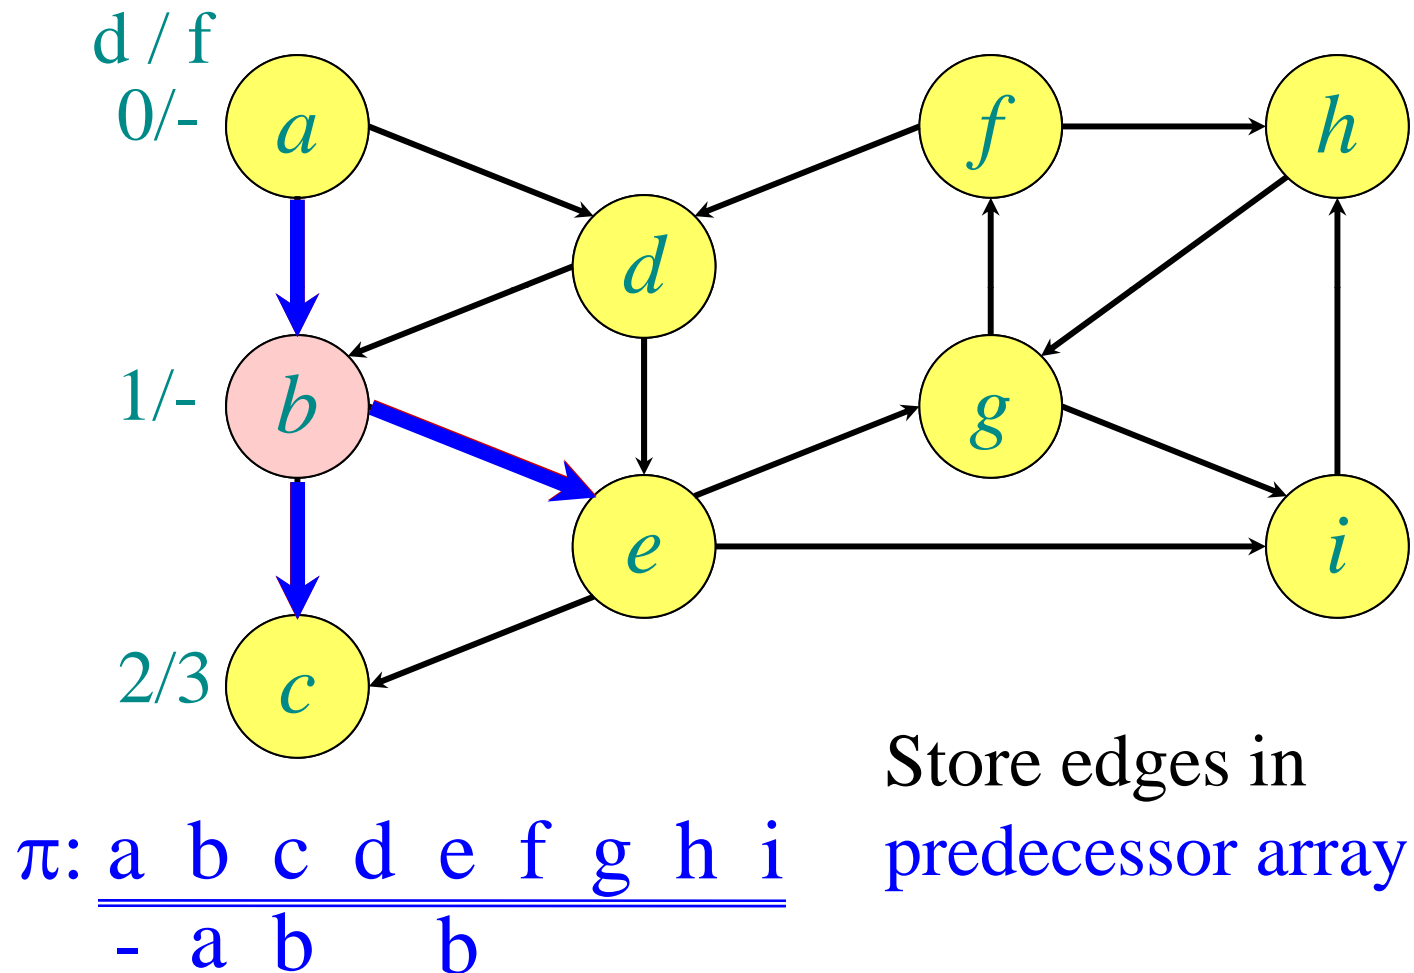 d / f
0/-
a
f
h
d
1/-
b
g
e
i
2/3
c
Store edges in
π: a b c d e f g h i
predecessor array
- a b b